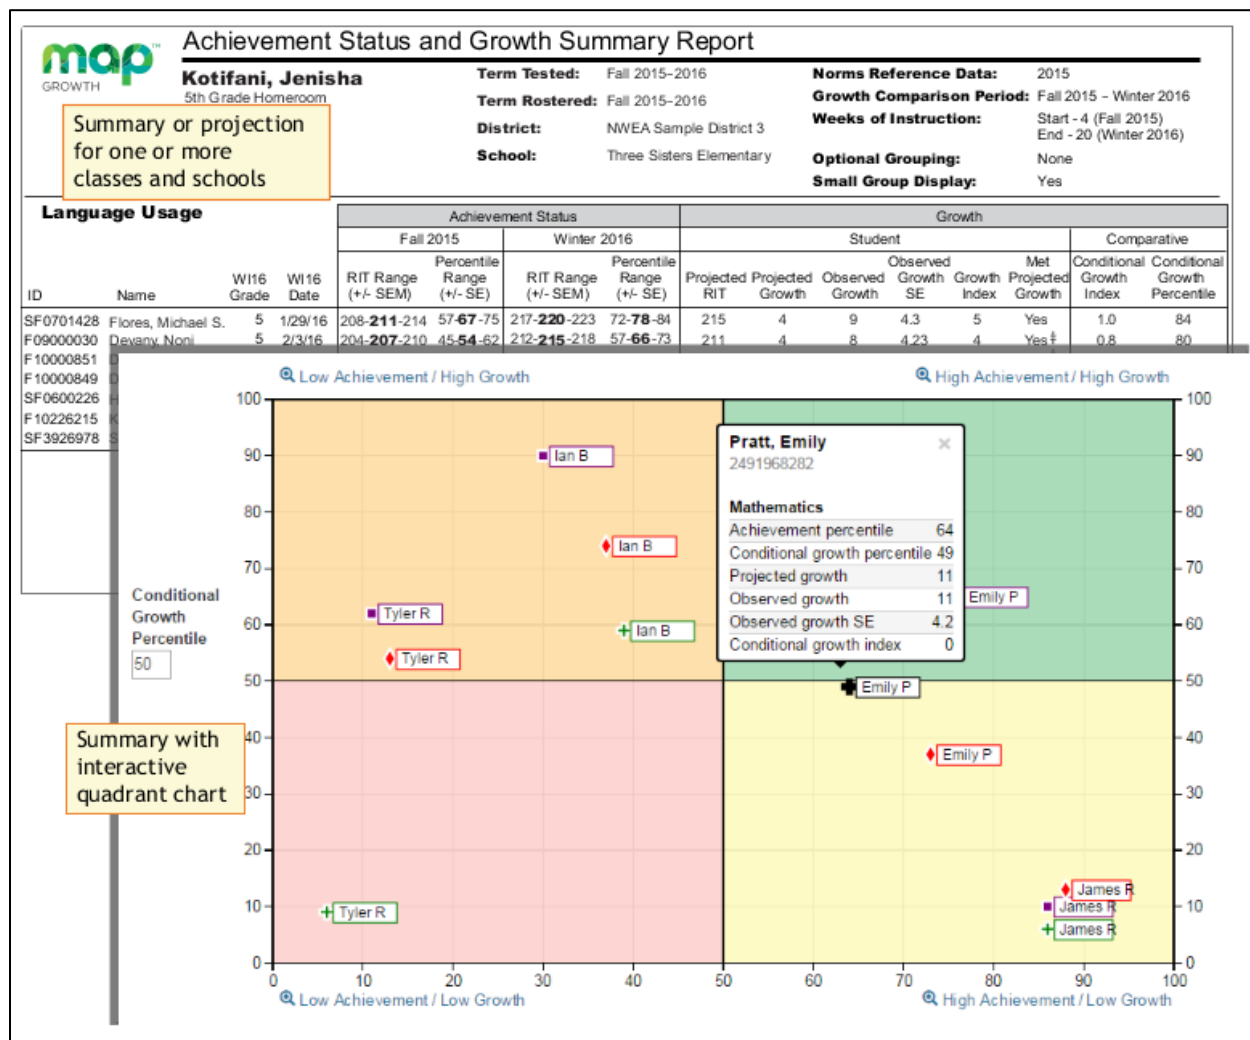 map™
GROWTH
Achievement Status and Growth Summary Report
Kotifani, Jenisha
5th Grade Homeroom
Term Tested: Fall 2015–2016
Term Rostered: Fall 2015–2016
District: NWEA Sample District 3
School: Three Sisters Elementary
Norms Reference Data: 2015
Growth Comparison Period: Fall 2015 – Winter 2016
Weeks of Instruction: Start - 4 (Fall 2015)
End - 20 (Winter 2016)
Optional Grouping: None
Small Group Display: Yes
Summary or projection
for one or more
classes and schools
Language Usage
Achievement Status Growth
Fall 2015 Winter 2016 Student Comparative
ID Name WI16 Grade WI16 Date RIT Range (+/- SEM) Percentile Range (+/- SE) RIT Range (+/- SEM) Percentile Range (+/- SE) Projected RIT Projected Growth Observed Growth Observed Growth SE Growth Index Met Projected Growth Conditional Growth Index Conditional Growth Percentile
SF0701428 Flores, Michael S. 5 1/29/16 208-211-214 57-67-75 217-220-223 72-78-84 215 4 9 4.3 5 Yes 1.0 84
F09000030 Devany, Noni 5 2/3/16 204-207-210 45-54-62 212-215-218 57-66-73 211 4 8 4.23 4 Yes‡ 0.8 80
F10000851
F10000849
SF0600226
F10226215
SF3926978
Low Achievement / High Growth
High Achievement / High Growth
100 100
90 90
80 80
70 70
60 60
50 50
40 40
30 30
20 20
10 10
0 0
Conditional
Growth
Percentile
50
Ian B
Ian B
Ian B
Tyler R
Tyler R
Tyler R
Pratt, Emily ×
2491968282
Mathematics
Achievement percentile 64
Conditional growth percentile 49
Projected growth 11
Observed growth 11
Observed growth SE 4.2
Conditional growth index 0
Emily P
Emily P
Emily P
James R
James R
James R
Summary with
interactive
quadrant chart
0 10 20 30 40 50 60 70 80 90 100
Low Achievement / Low Growth
High Achievement / Low Growth